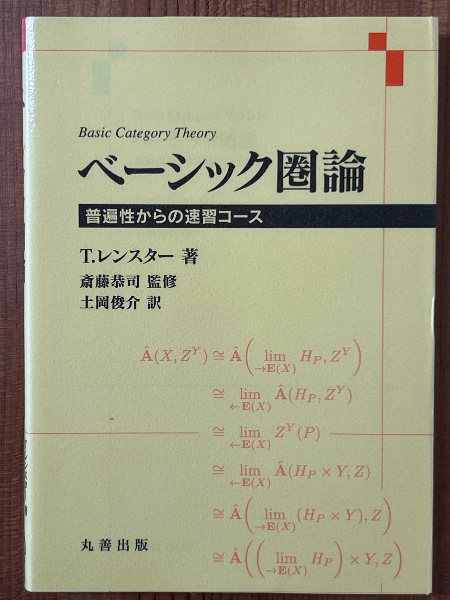 Basic Category Theory
ベーシック圏論
普遍性からの速習コース
T.レンスター 著
斎藤恭司 監修
土岡俊介 訳
Â(X, Z^Y) ≅ Â(lim_{→E(X)} H_P, Z^Y)
≅ lim_{←E(X)} Â(H_P, Z^Y)
≅ lim_{←E(X)} Z^Y(P)
≅ lim_{←E(X)} Â(H_P × Y, Z)
≅ Â(lim_{→E(X)} (H_P × Y), Z)
≅ Â((lim_{→E(X)} H_P) × Y, Z)
丸善出版